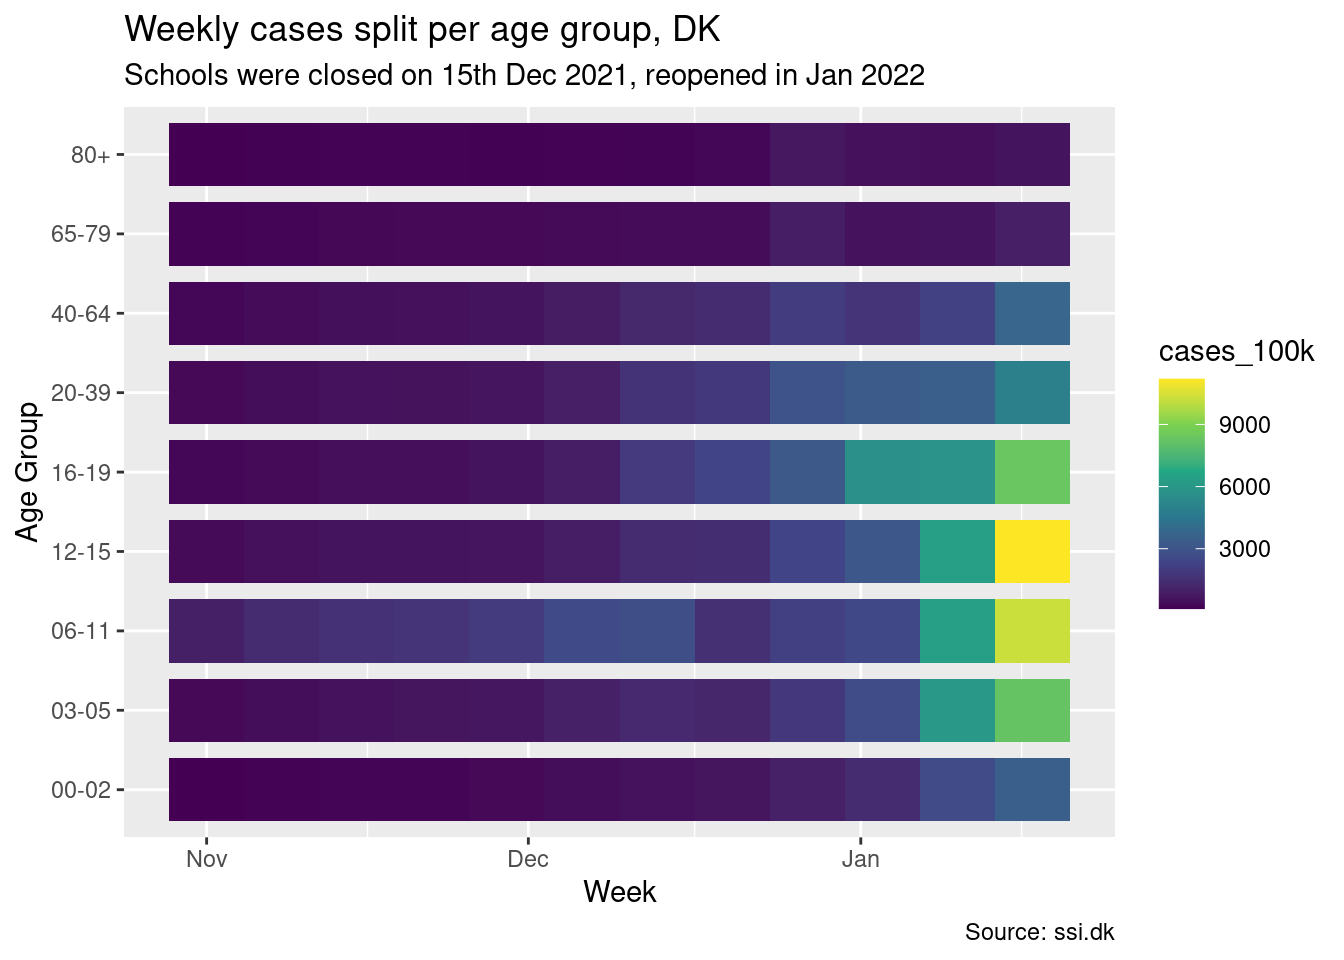 Weekly cases split per age group, DK
Schools were closed on 15th Dec 2021, reopened in Jan 2022
Age Group
80+
65-79
40-64
20-39
16-19
12-15
06-11
03-05
00-02
Nov
Dec
Jan
Week
cases_100k
9000
6000
3000
Source: ssi.dk